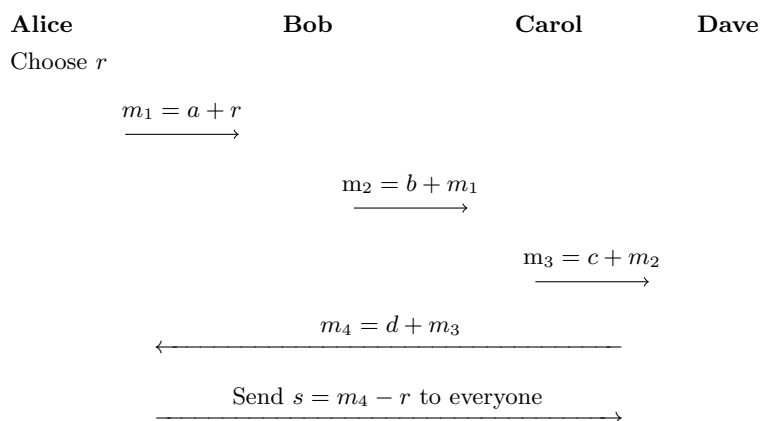 Alice Bob Carol Dave
Choose r
m₁ = a + r
m₂ = b + m₁
m₃ = c + m₂
m₄ = d + m₃
Send s = m₄ − r to everyone